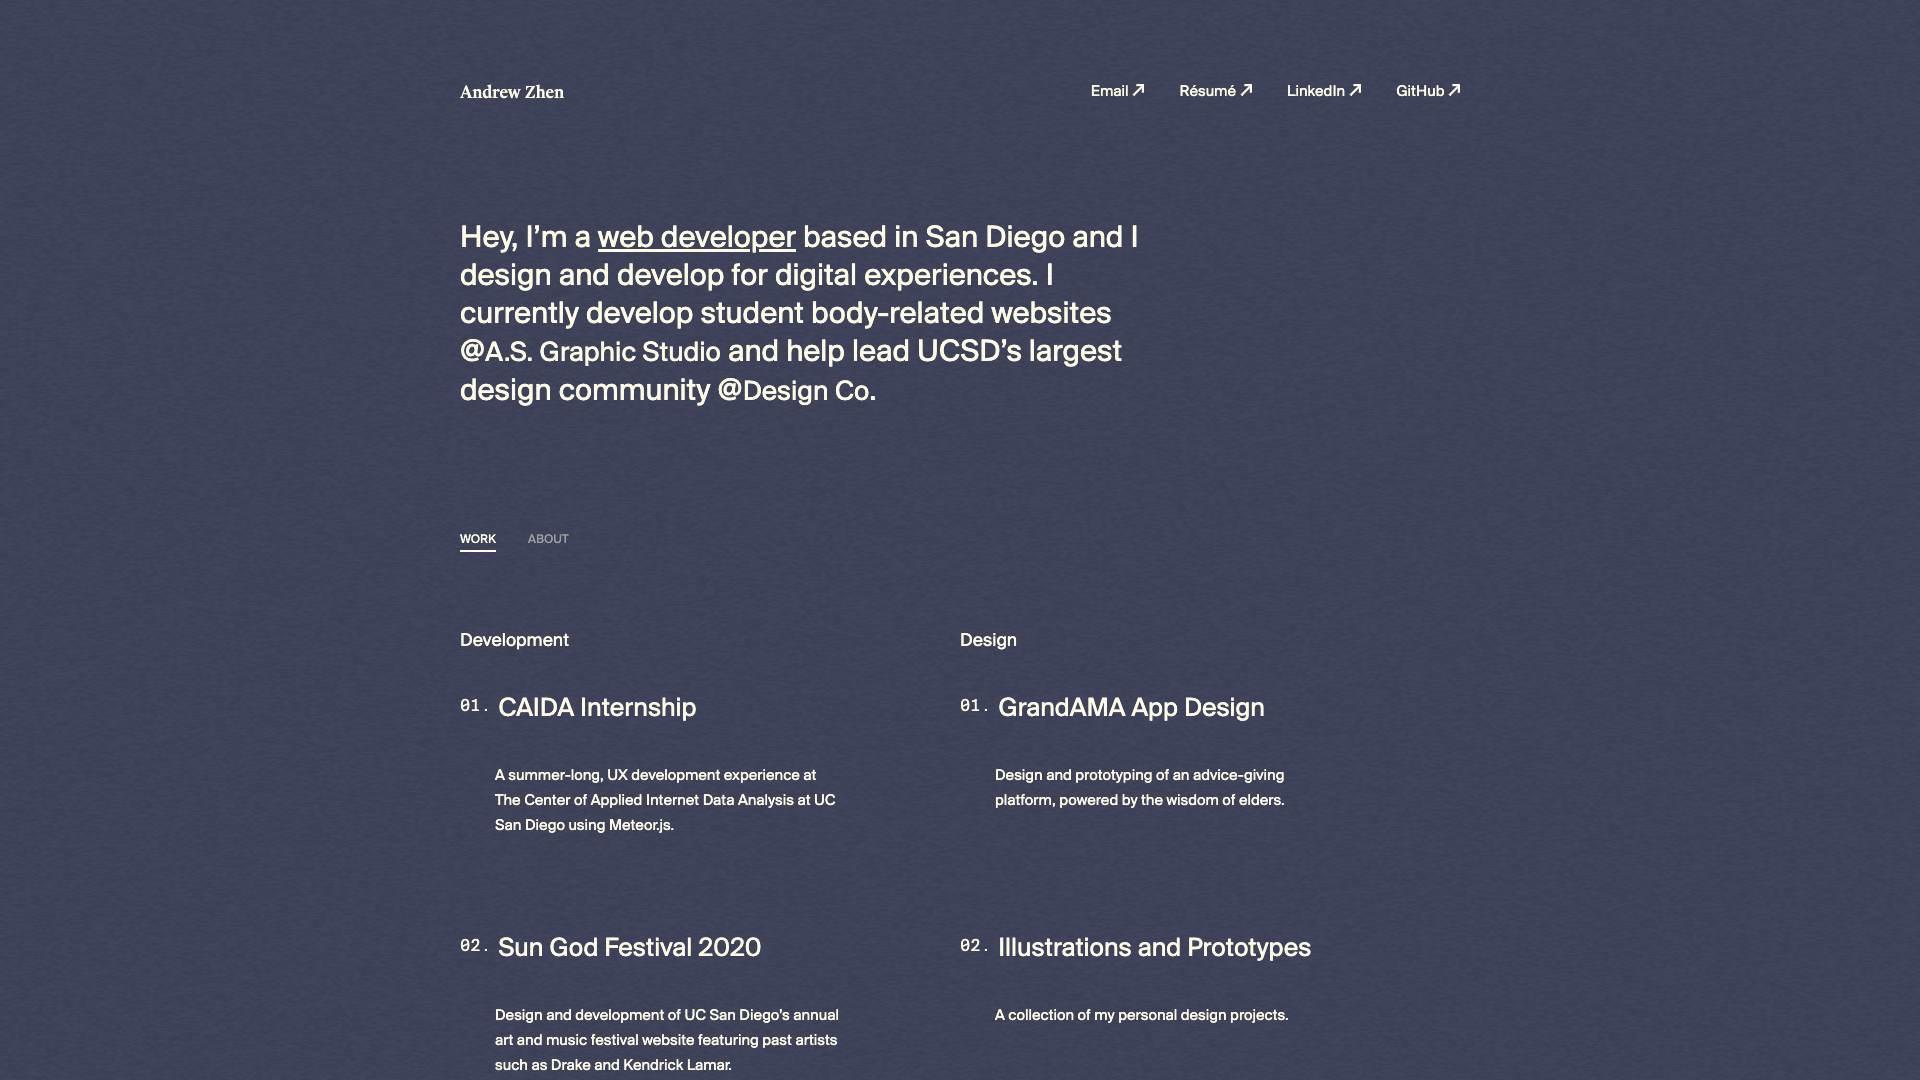 Andrew Zhen
Email Résumé LinkedIn GitHub
Hey, I’m a web developer based in San Diego and I
design and develop for digital experiences. I
currently develop student body-related websites
@A.S. Graphic Studio and help lead UCSD’s largest
design community @Design Co.
WORK ABOUT
Development
01. CAIDA Internship
A summer-long, UX development experience at
The Center of Applied Internet Data Analysis at UC
San Diego using Meteor.js.
02. Sun God Festival 2020
Design and development of UC San Diego’s annual
art and music festival website featuring past artists
such as Drake and Kendrick Lamar.
Design
01. GrandAMA App Design
Design and prototyping of an advice-giving
platform, powered by the wisdom of elders.
02. Illustrations and Prototypes
A collection of my personal design projects.